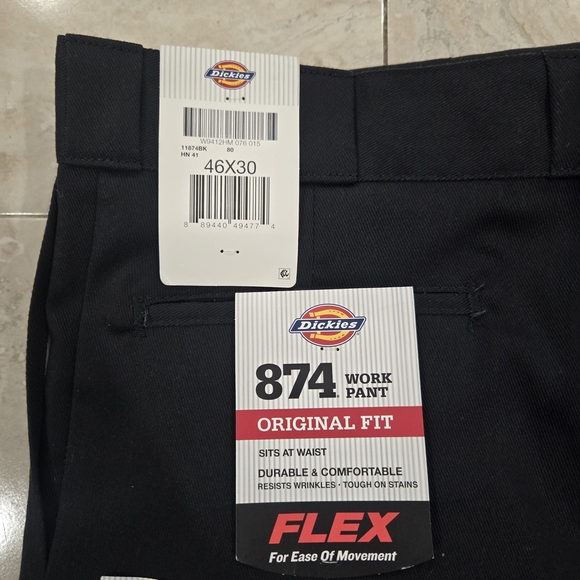 Dickies
W9412HM 076 015
11874BK 80
HN 41
46X30
8 89440 49477 4
Dickies
874 WORK
PANT
ORIGINAL FIT
SITS AT WAIST
DURABLE & COMFORTABLE
RESISTS WRINKLES • TOUGH ON STAINS
FLEX
For Ease Of Movement